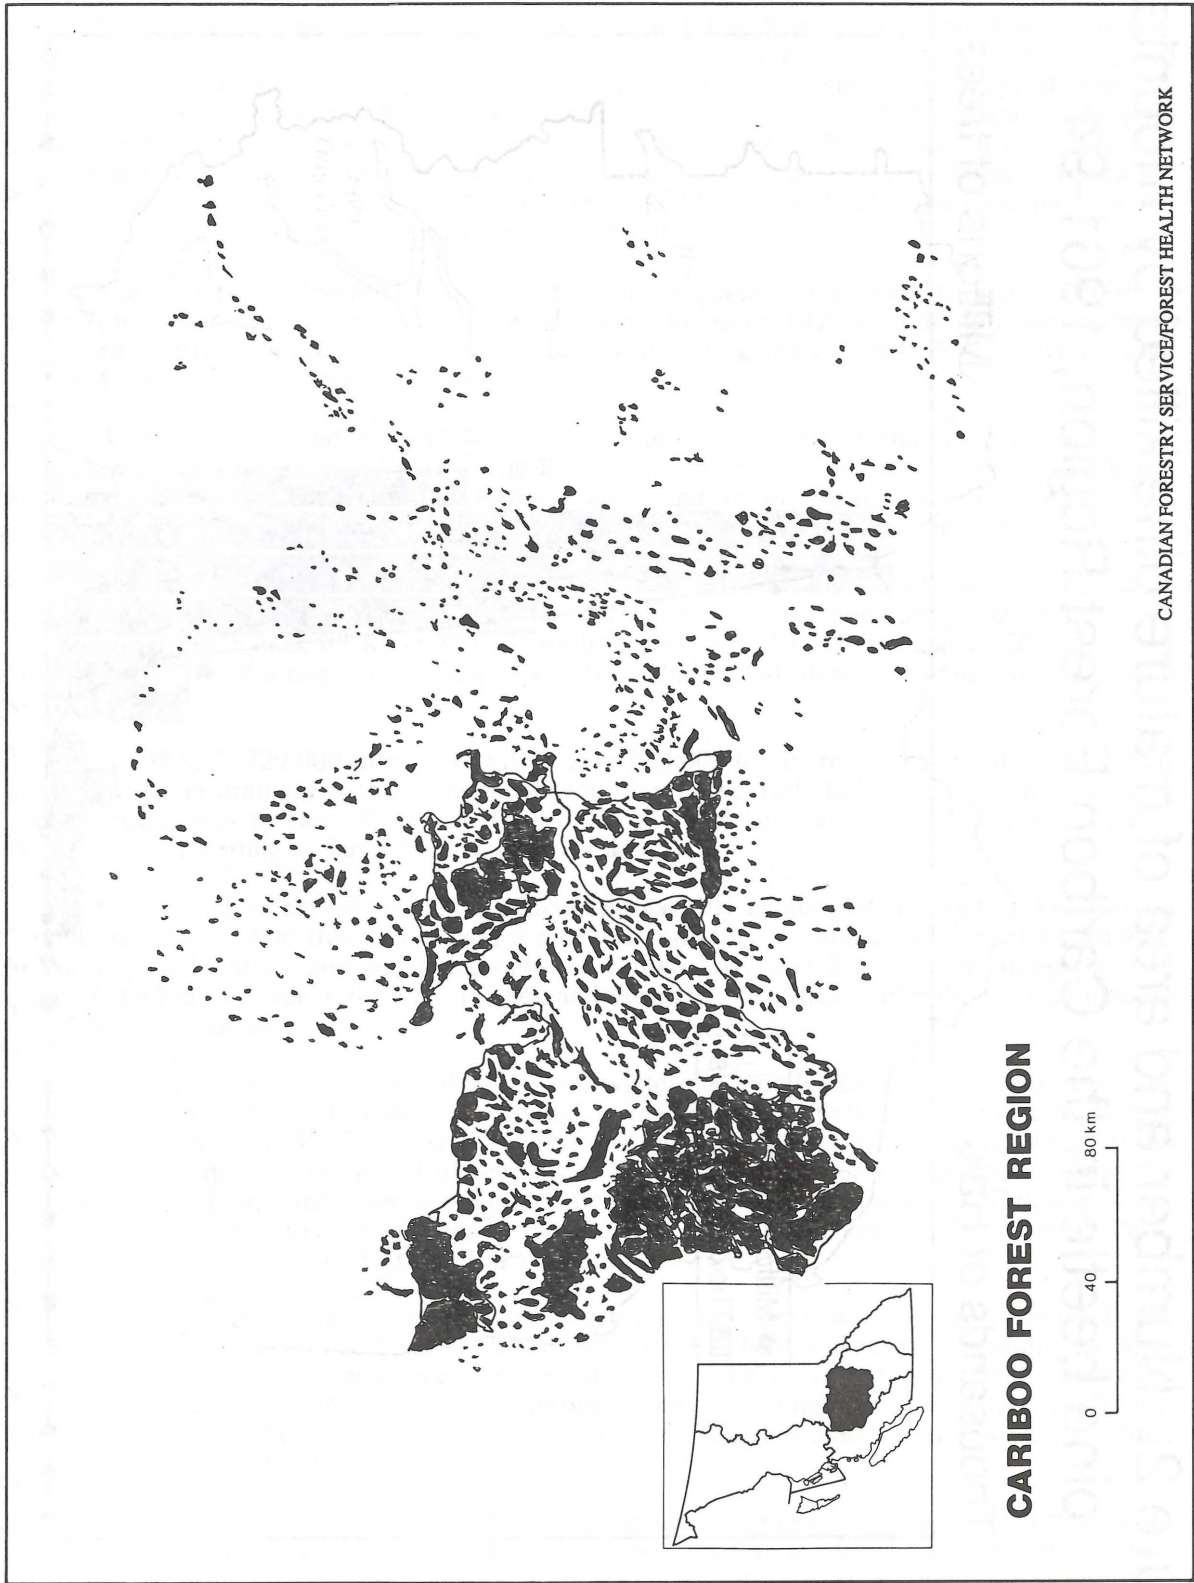 CARIBOO FOREST REGION
0 40 80 km
CANADIAN FORESTRY SERVICE/FOREST HEALTH NETWORK